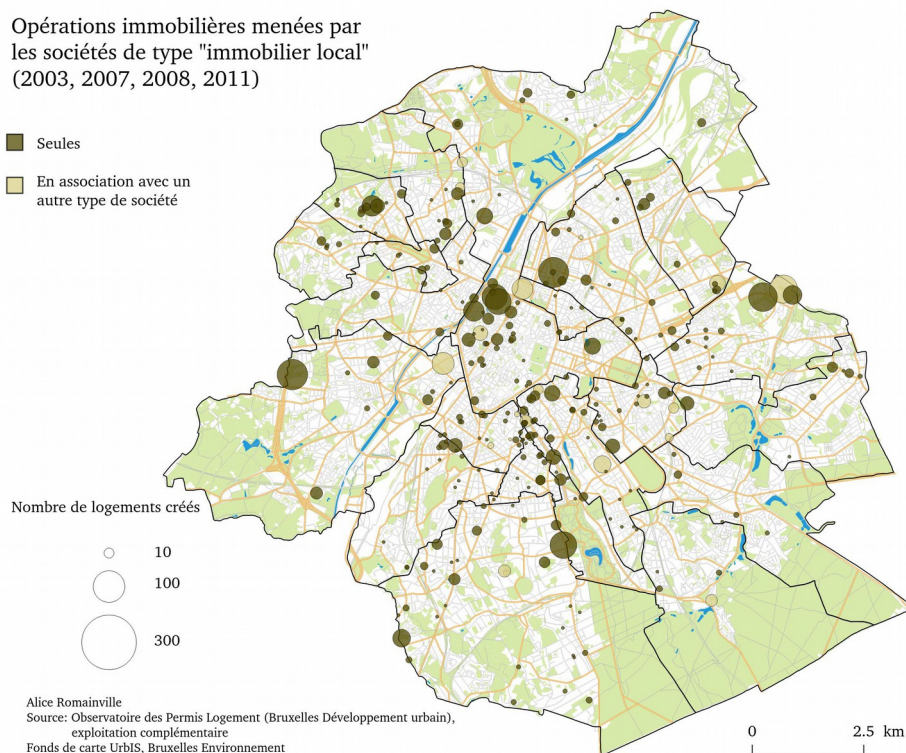 Opérations immobilières menées par
les sociétés de type "immobilier local"
(2003, 2007, 2008, 2011)
Seules
En association avec un
autre type de société
Nombre de logements créés
10
100
300
Alice Romainville
Source: Observatoire des Permis Logement (Bruxelles Développement urbain),
exploitation complémentaire
Fonds de carte UrbIS, Bruxelles Environnement
0 2.5 km